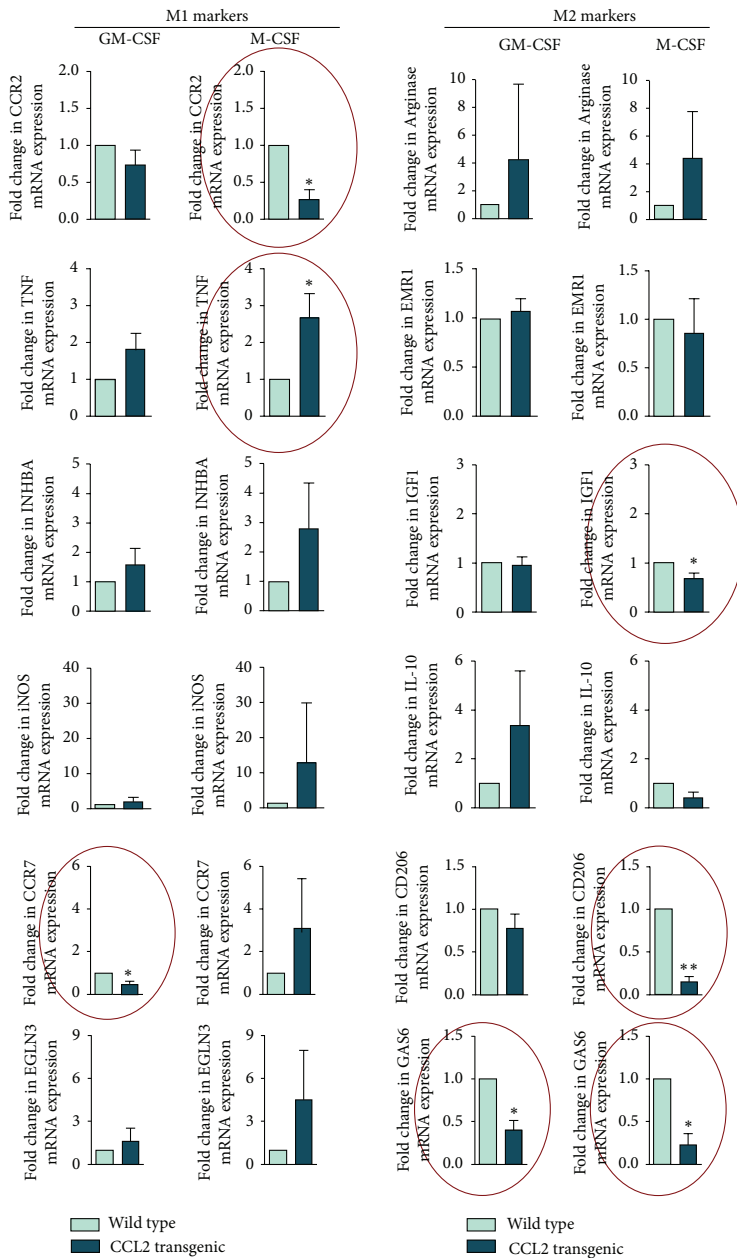 M1 markers
M2 markers
GM-CSF
M-CSF
GM-CSF
M-CSF
Fold change in CCR2
mRNA expression
2.0
1.5
1.0
0.5
0.0
Fold change in CCR2
mRNA expression
2.0
1.5
1.0
0.5
0.0
*
Fold change in Arginase
mRNA expression
10
8
6
4
2
0
Fold change in Arginase
mRNA expression
10
8
6
4
2
0
Fold change in TNF
mRNA expression
4
3
2
1
0
Fold change in TNF
mRNA expression
4
3
2
1
0
*
Fold change in EMR1
mRNA expression
1.5
1.0
0.5
0.0
Fold change in EMR1
mRNA expression
1.5
1.0
0.5
0.0
Fold change in INHBA
mRNA expression
5
4
3
2
1
0
Fold change in INHBA
mRNA expression
5
4
3
2
1
0
Fold change in IGF1
mRNA expression
3
2
1
0
Fold change in IGF1
mRNA expression
3
2
1
0
*
Fold change in iNOS
mRNA expression
40
30
20
10
0
Fold change in iNOS
mRNA expression
40
30
20
10
0
Fold change in IL-10
mRNA expression
6
4
2
0
Fold change in IL-10
mRNA expression
6
4
2
0
Fold change in CCR7
mRNA expression
6
4
2
0
*
Fold change in CCR7
mRNA expression
6
4
2
0
Fold change in CD206
mRNA expression
1.5
1.0
0.5
0.0
Fold change in CD206
mRNA expression
1.5
1.0
0.5
0.0
**
Fold change in EGLN3
mRNA expression
9
6
3
0
Fold change in EGLN3
mRNA expression
9
6
3
0
Fold change in GAS6
mRNA expression
1.5
1.0
0.5
0.0
*
Fold change in GAS6
mRNA expression
1.5
1.0
0.5
0.0
*
Wild type
CCL2 transgenic
Wild type
CCL2 transgenic